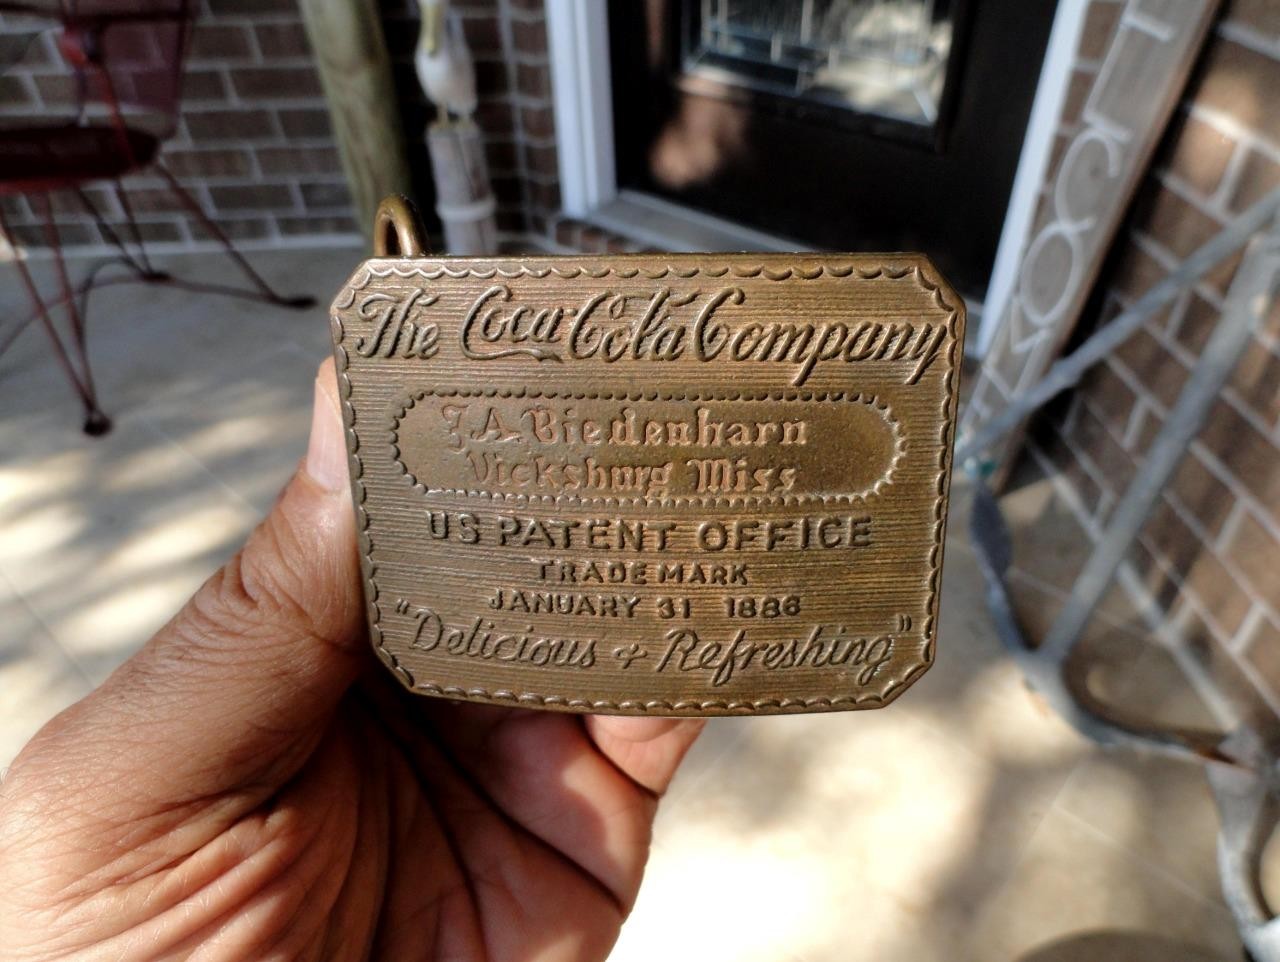 The Coca-Cola Company
J.A. Biedenharn
Vicksburg Miss
US PATENT OFFICE
TRADE MARK
JANUARY 31 1886
"Delicious & Refreshing"